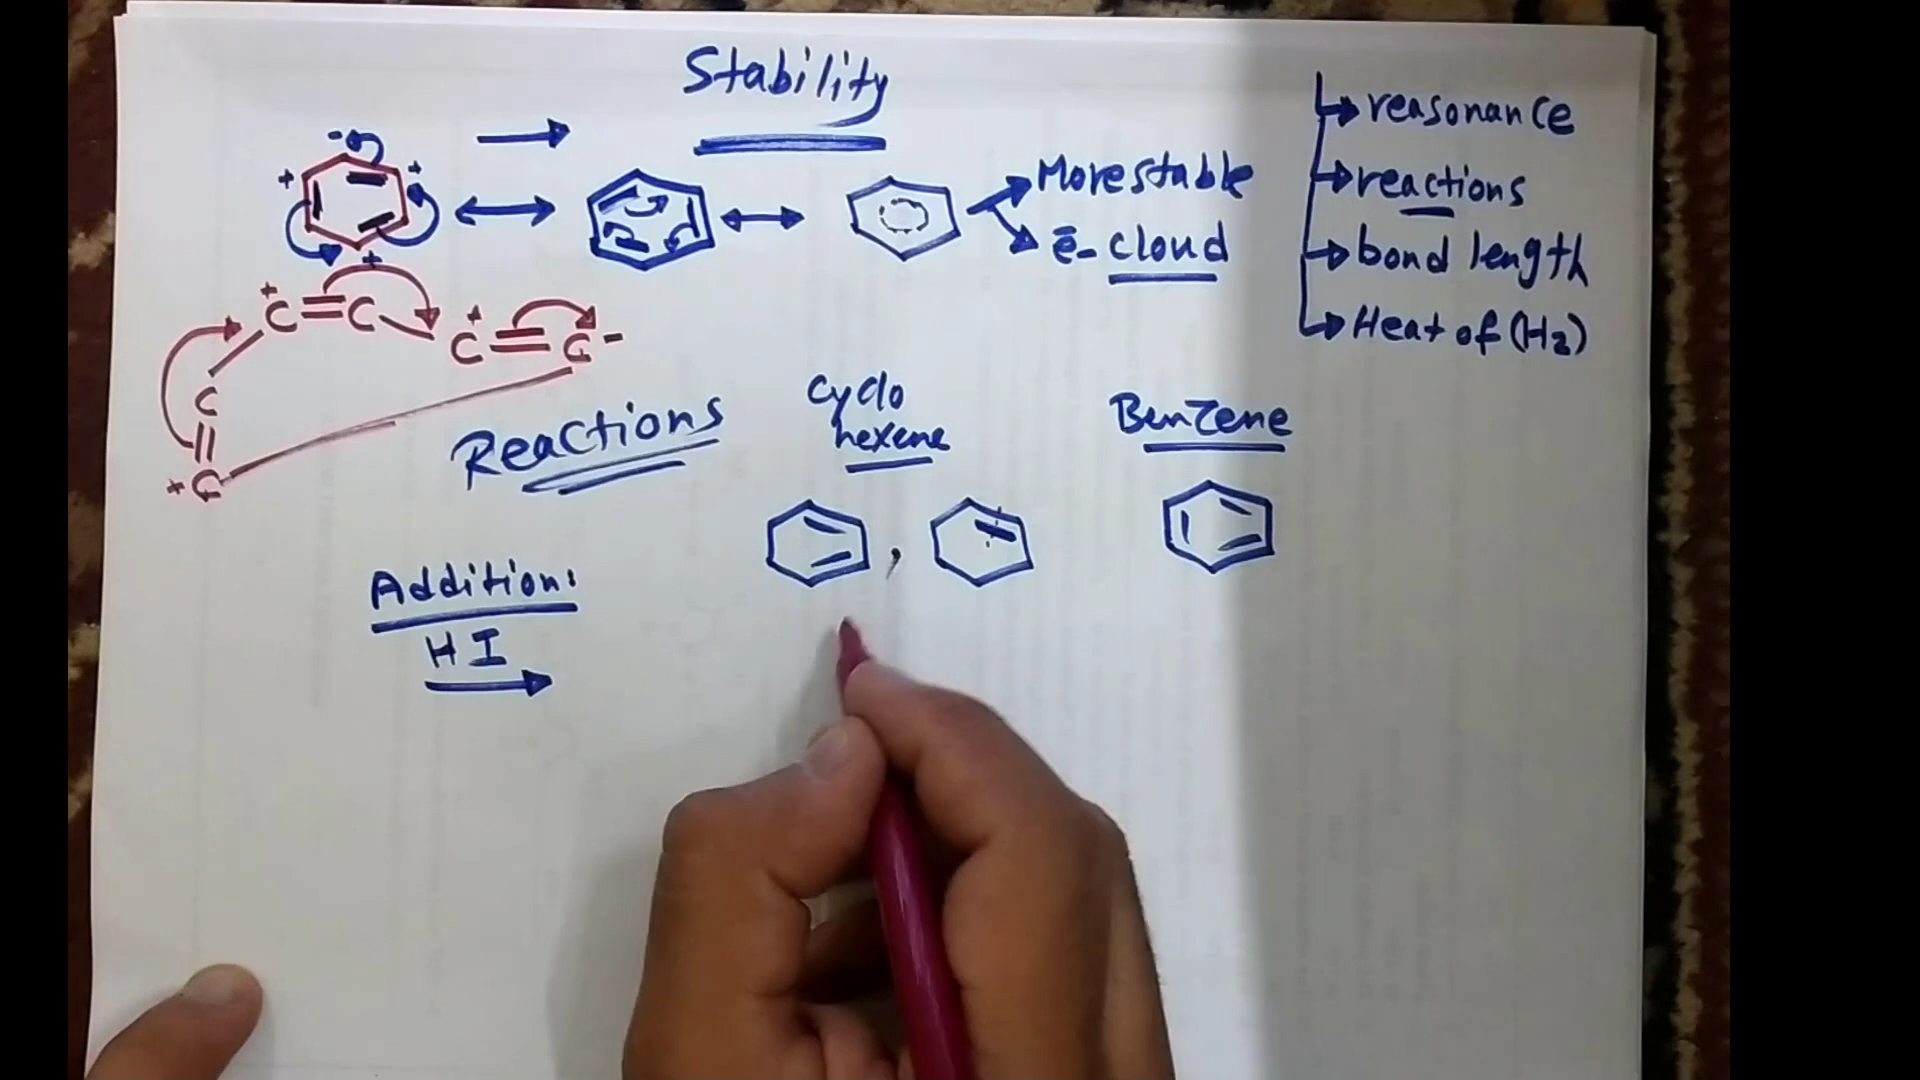 Stability
reasonance
reactions
bond length
Heat of (H₂)
More stable
ē- cloud
- + + +
+ C = C
C + = C -
C
=
+ C
Reactions
Cyclo
hexene
Benzene
,
Addition:
HI